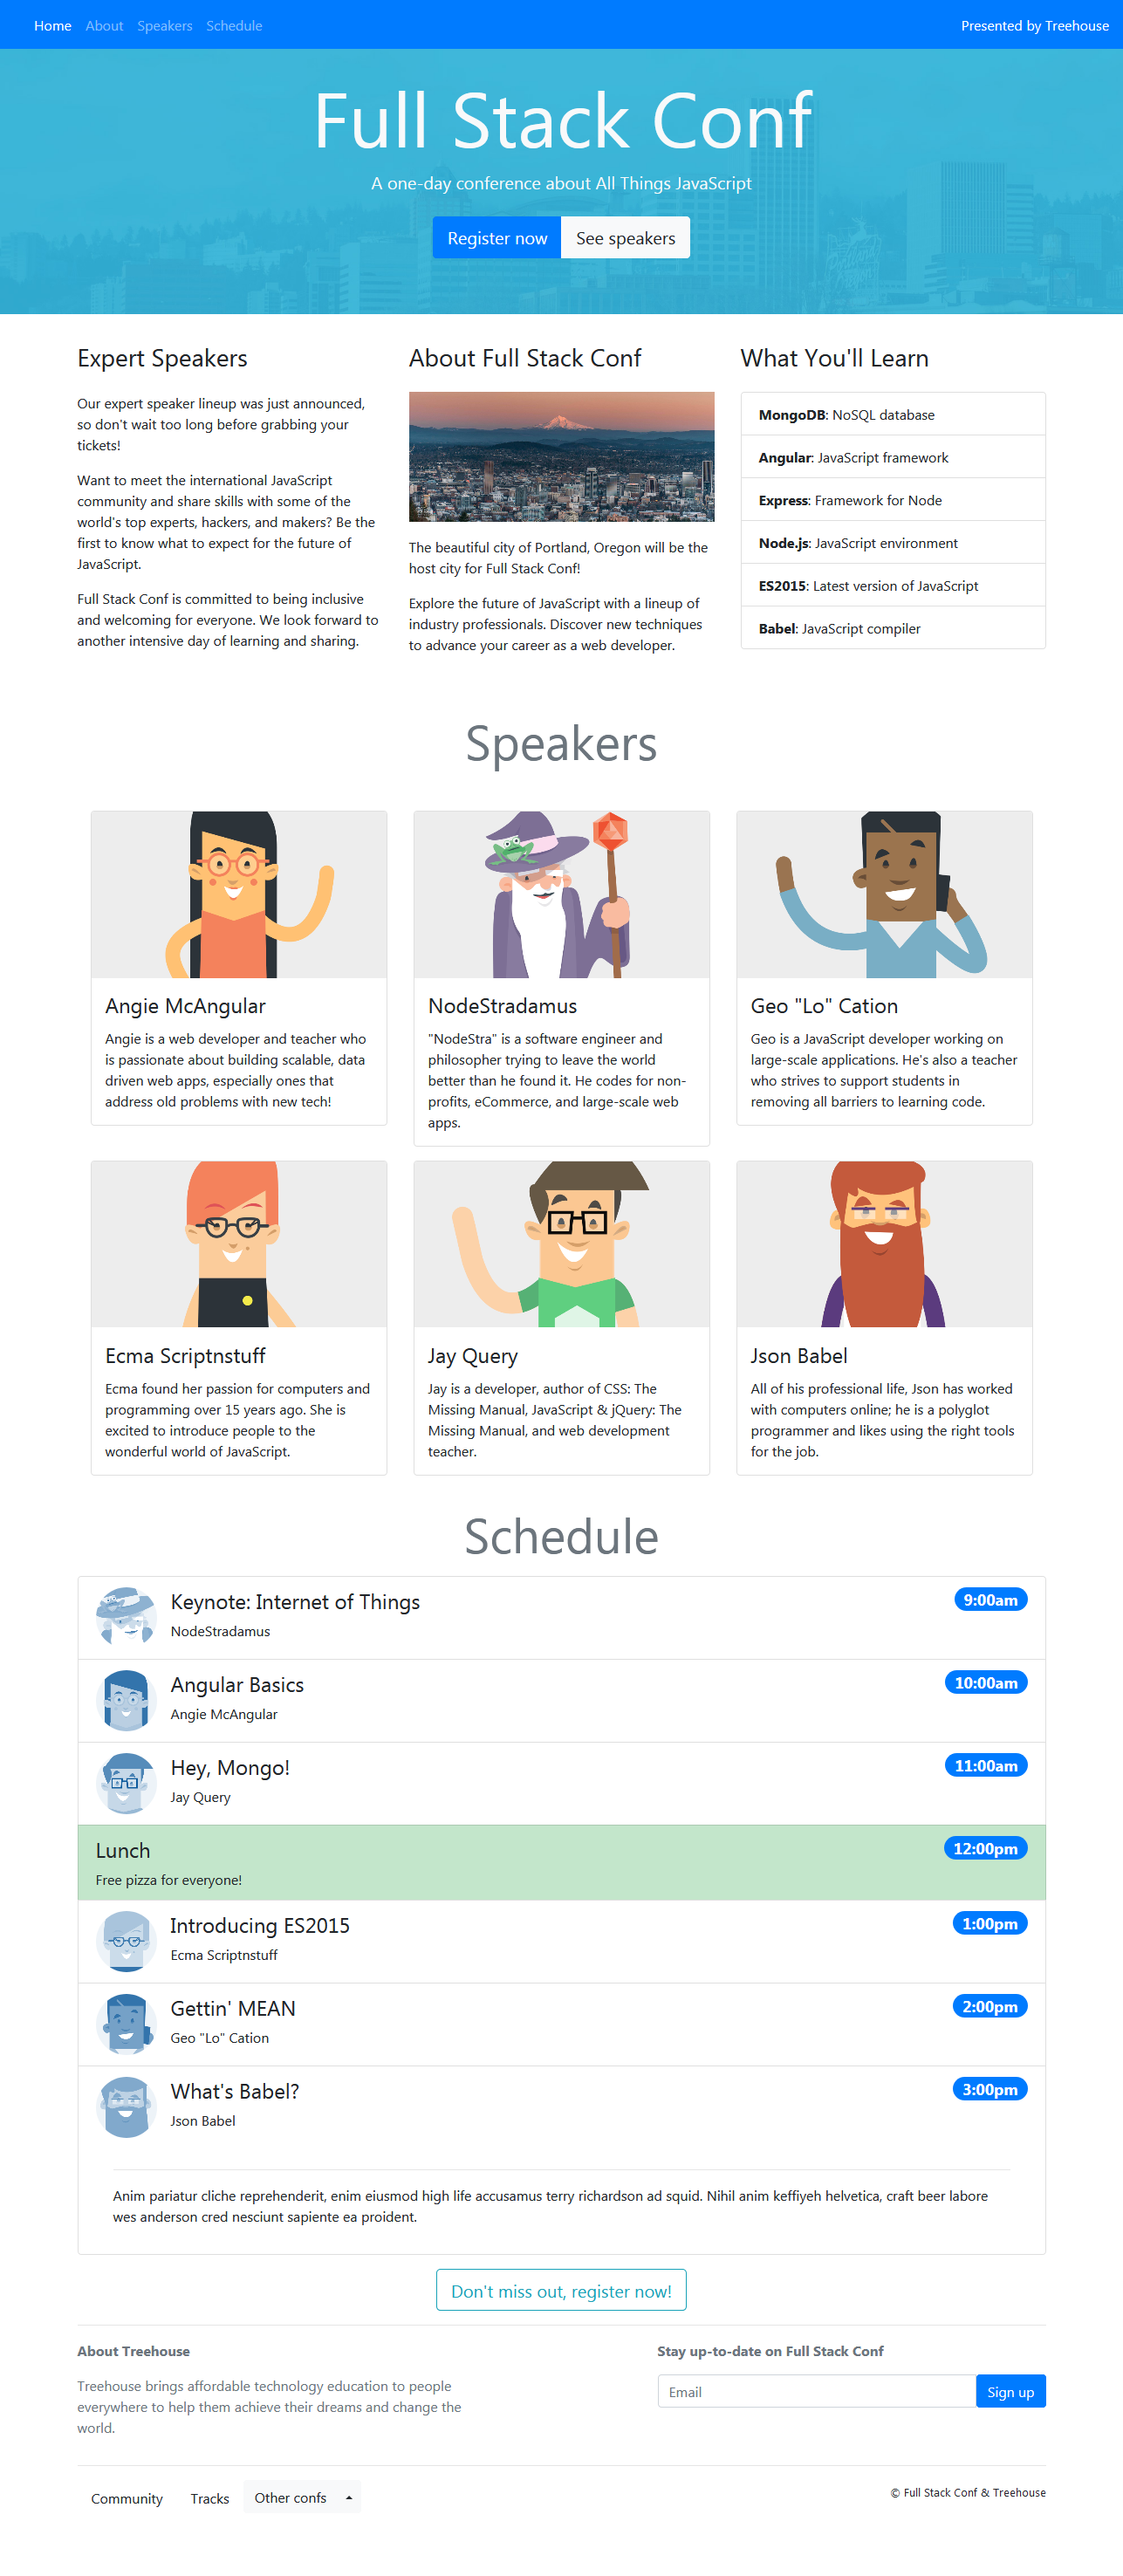 Home About Speakers Schedule Presented by Treehouse
Full Stack Conf
A one-day conference about All Things JavaScript
Register now See speakers
Expert Speakers
Our expert speaker lineup was just announced,
so don't wait too long before grabbing your
tickets!
Want to meet the international JavaScript
community and share skills with some of the
world's top experts, hackers, and makers? Be the
first to know what to expect for the future of
JavaScript.
Full Stack Conf is committed to being inclusive
and welcoming for everyone. We look forward to
another intensive day of learning and sharing.
About Full Stack Conf
The beautiful city of Portland, Oregon will be the
host city for Full Stack Conf!
Explore the future of JavaScript with a lineup of
industry professionals. Discover new techniques
to advance your career as a web developer.
What You'll Learn
MongoDB: NoSQL database
Angular: JavaScript framework
Express: Framework for Node
Node.js: JavaScript environment
ES2015: Latest version of JavaScript
Babel: JavaScript compiler
Speakers
Angie McAngular
Angie is a web developer and teacher who
is passionate about building scalable, data
driven web apps, especially ones that
address old problems with new tech!
NodeStradamus
"NodeStra" is a software engineer and
philosopher trying to leave the world
better than he found it. He codes for non-
profits, eCommerce, and large-scale web
apps.
Geo "Lo" Cation
Geo is a JavaScript developer working on
large-scale applications. He's also a teacher
who strives to support students in
removing all barriers to learning code.
Ecma Scriptnstuff
Ecma found her passion for computers and
programming over 15 years ago. She is
excited to introduce people to the
wonderful world of JavaScript.
Jay Query
Jay is a developer, author of CSS: The
Missing Manual, JavaScript & jQuery: The
Missing Manual, and web development
teacher.
Json Babel
All of his professional life, Json has worked
with computers online; he is a polyglot
programmer and likes using the right tools
for the job.
Schedule
Keynote: Internet of Things 9:00am
NodeStradamus
Angular Basics 10:00am
Angie McAngular
Hey, Mongo! 11:00am
Jay Query
Lunch 12:00pm
Free pizza for everyone!
Introducing ES2015 1:00pm
Ecma Scriptnstuff
Gettin' MEAN 2:00pm
Geo "Lo" Cation
What's Babel? 3:00pm
Json Babel
Anim pariatur cliche reprehenderit, enim eiusmod high life accusamus terry richardson ad squid. Nihil anim keffiyeh helvetica, craft beer labore
wes anderson cred nesciunt sapiente ea proident.
Don't miss out, register now!
About Treehouse
Treehouse brings affordable technology education to people
everywhere to help them achieve their dreams and change the
world.
Stay up-to-date on Full Stack Conf
Email Sign up
Community Tracks Other confs
© Full Stack Conf & Treehouse